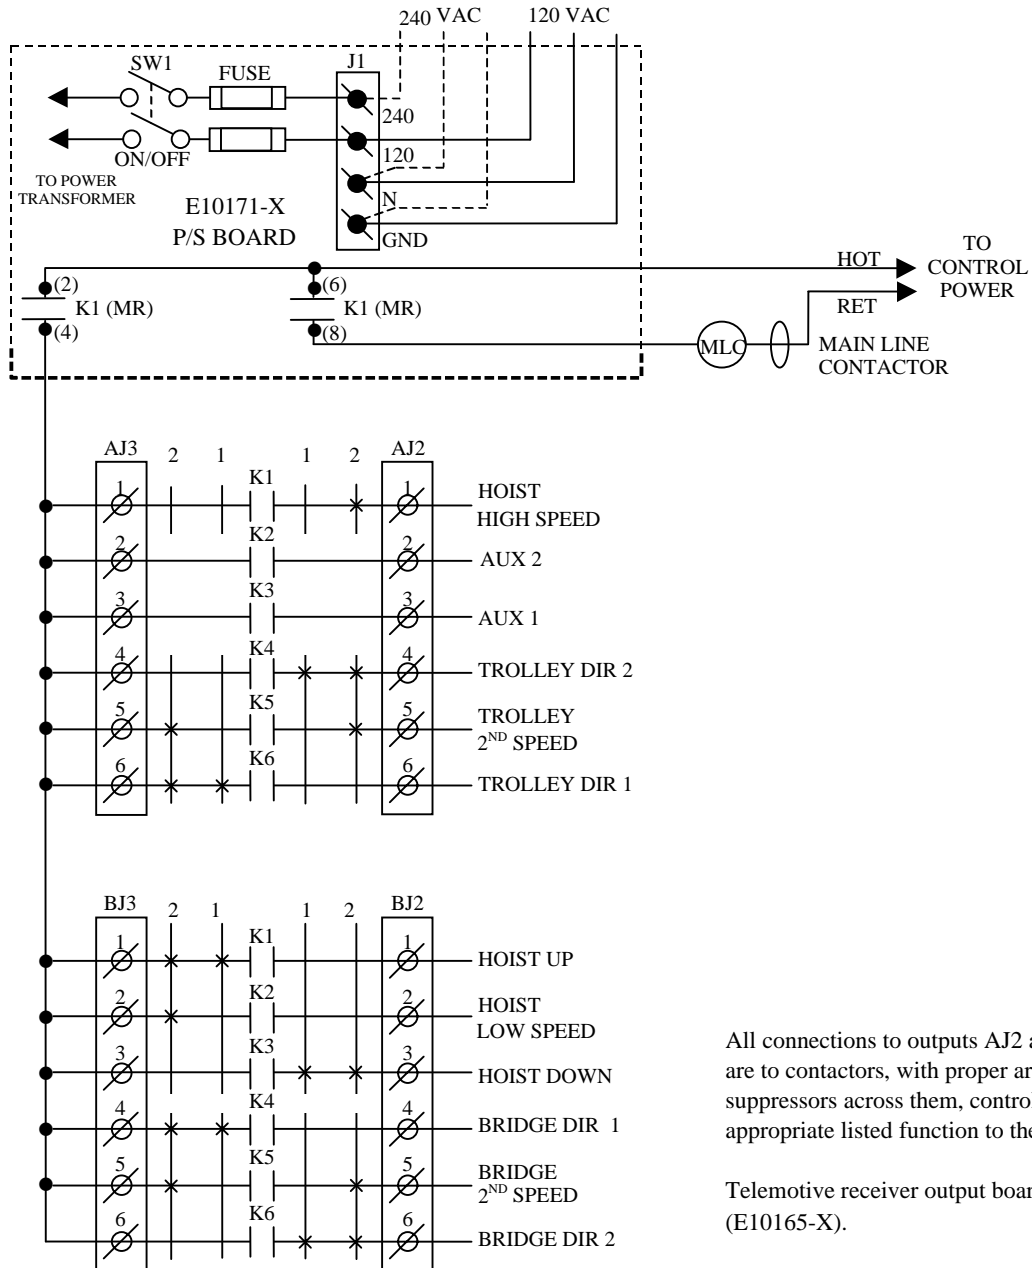 240 VAC 120 VAC
SW1 FUSE J1
240
120
ON/OFF
TO POWER
TRANSFORMER
N
E10171-X
P/S BOARD
GND
HOT
TO
CONTROL
POWER
(2) (6)
K1 (MR) K1 (MR)
RET
(4) (8)
MLC
MAIN LINE
CONTACTOR
AJ3 2 1 1 2 AJ2
1 K1 1 HOIST
HIGH SPEED
2 K2 2 AUX 2
3 K3 3 AUX 1
4 K4 4 TROLLEY DIR 2
5 K5 5 TROLLEY
2ND SPEED
6 K6 6 TROLLEY DIR 1
BJ3 2 1 1 2 BJ2
1 K1 1 HOIST UP
2 K2 2 HOIST
LOW SPEED
3 K3 3 HOIST DOWN
4 K4 4 BRIDGE DIR 1
5 K5 5 BRIDGE
2ND SPEED
6 K6 6 BRIDGE DIR 2
All connections to outputs AJ2
are to contactors, with proper
suppressors across them,
appropriate listed function to
Telemotive receiver output
(E10165-X).